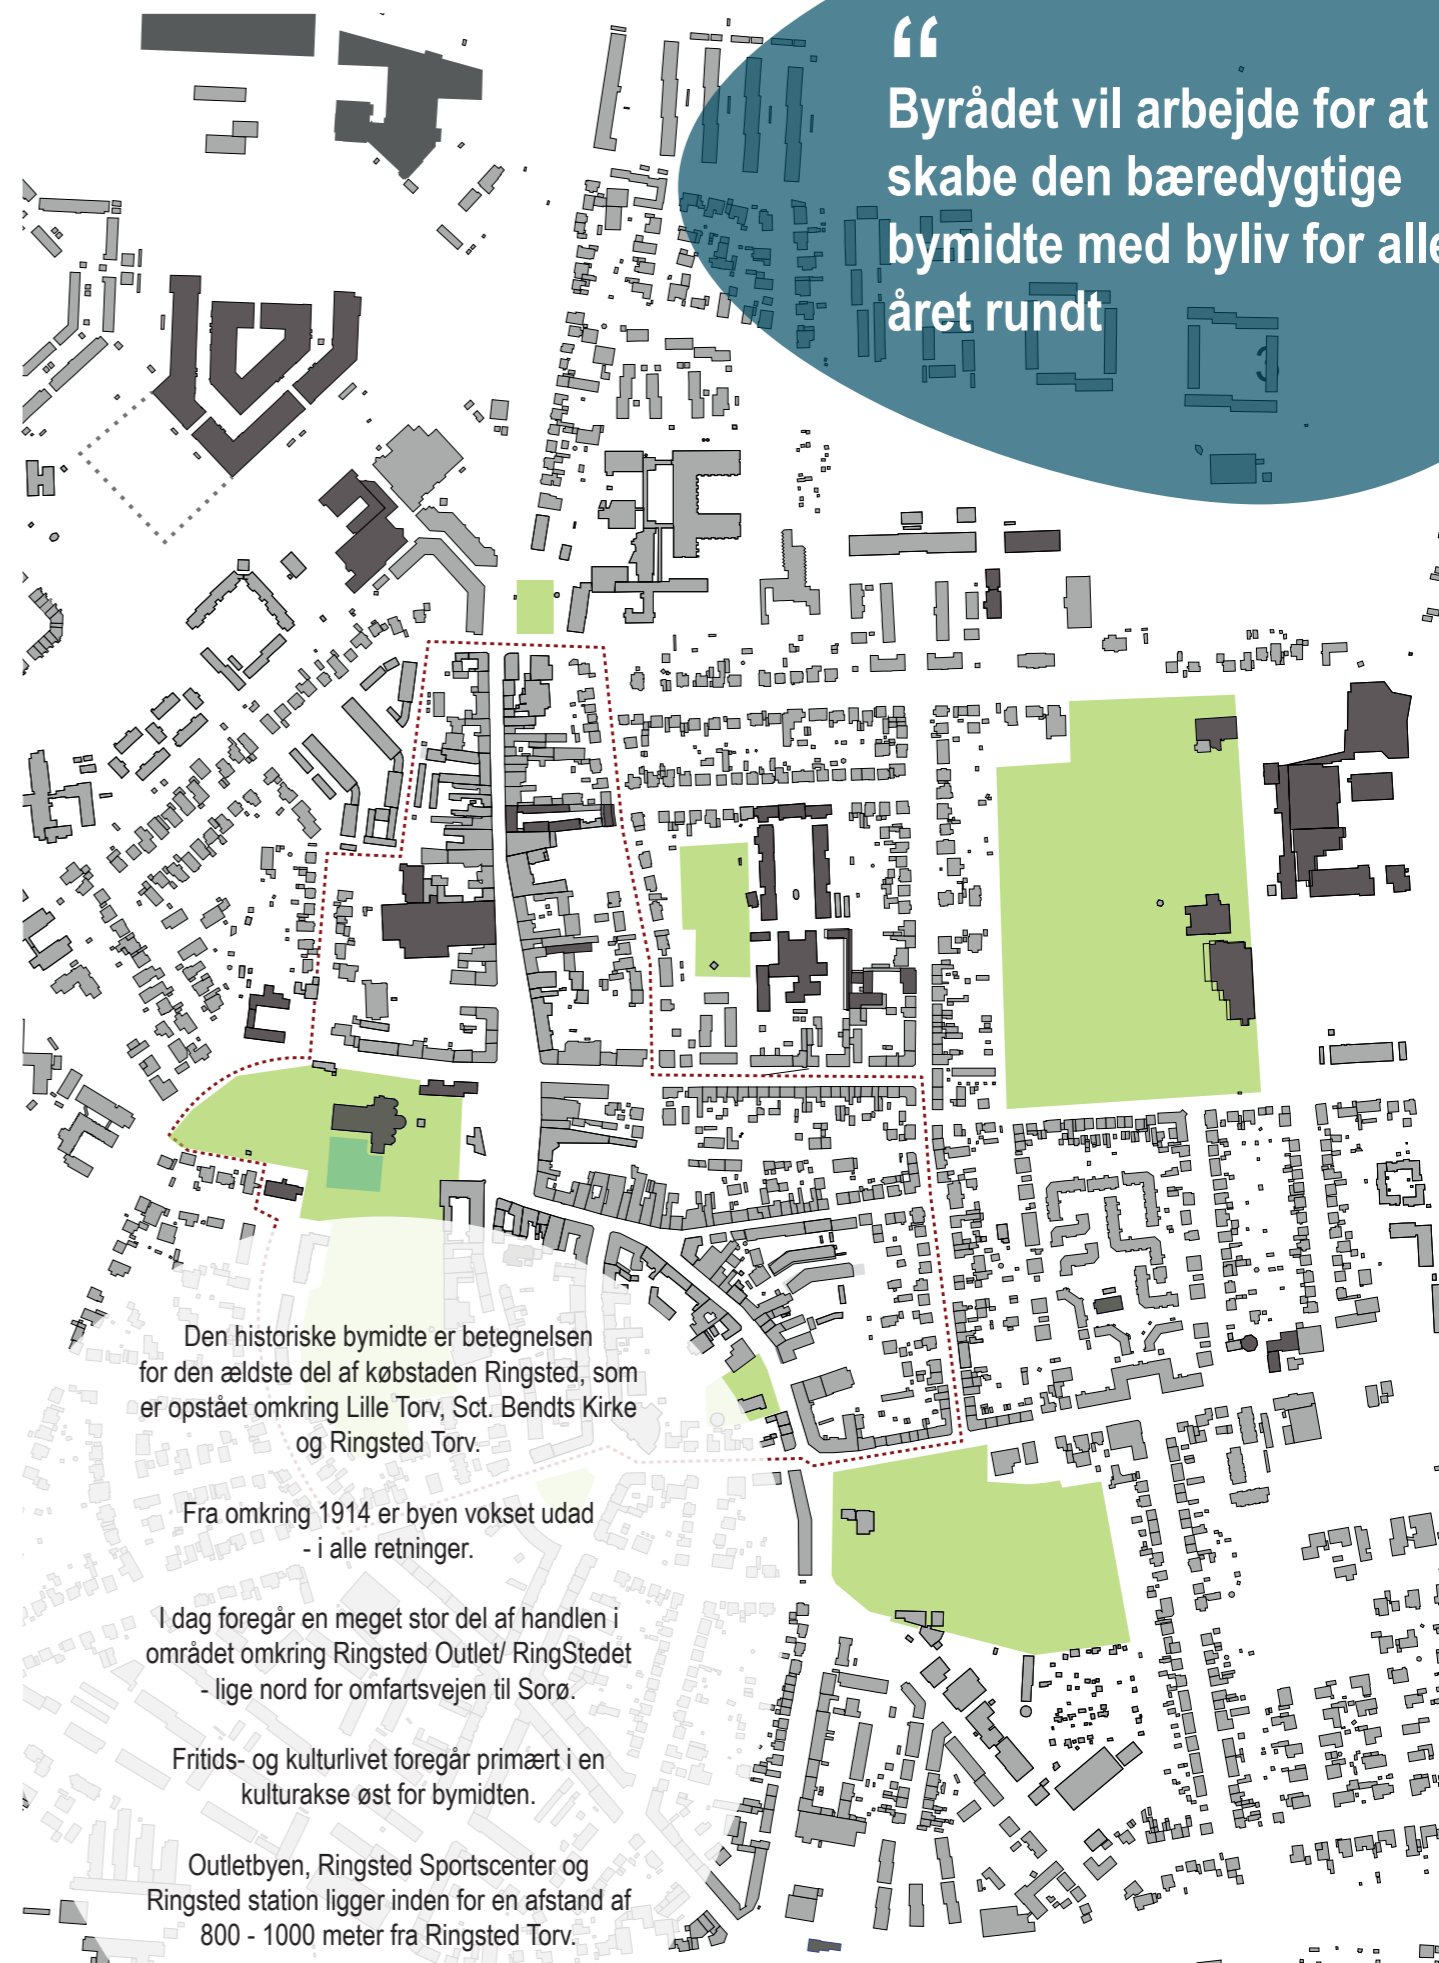 “
Byrådet vil arbejde for at
skabe den bæredygtige
bymidte med byliv for alle
året rundt
Den historiske bymidte er betegnelsen
for den ældste del af købstaden Ringsted, som
er opstået omkring Lille Torv, Sct. Bendts Kirke
og Ringsted Torv.
Fra omkring 1914 er byen vokset udad
- i alle retninger.
I dag foregår en meget stor del af handlen i
området omkring Ringsted Outlet/ RingStedet
- lige nord for omfartsvejen til Sorø.
Fritids- og kulturlivet foregår primært i en
kulturakse øst for bymidten.
Outletbyen, Ringsted Sportscenter og
Ringsted station ligger inden for en afstand af
800 - 1000 meter fra Ringsted Torv.